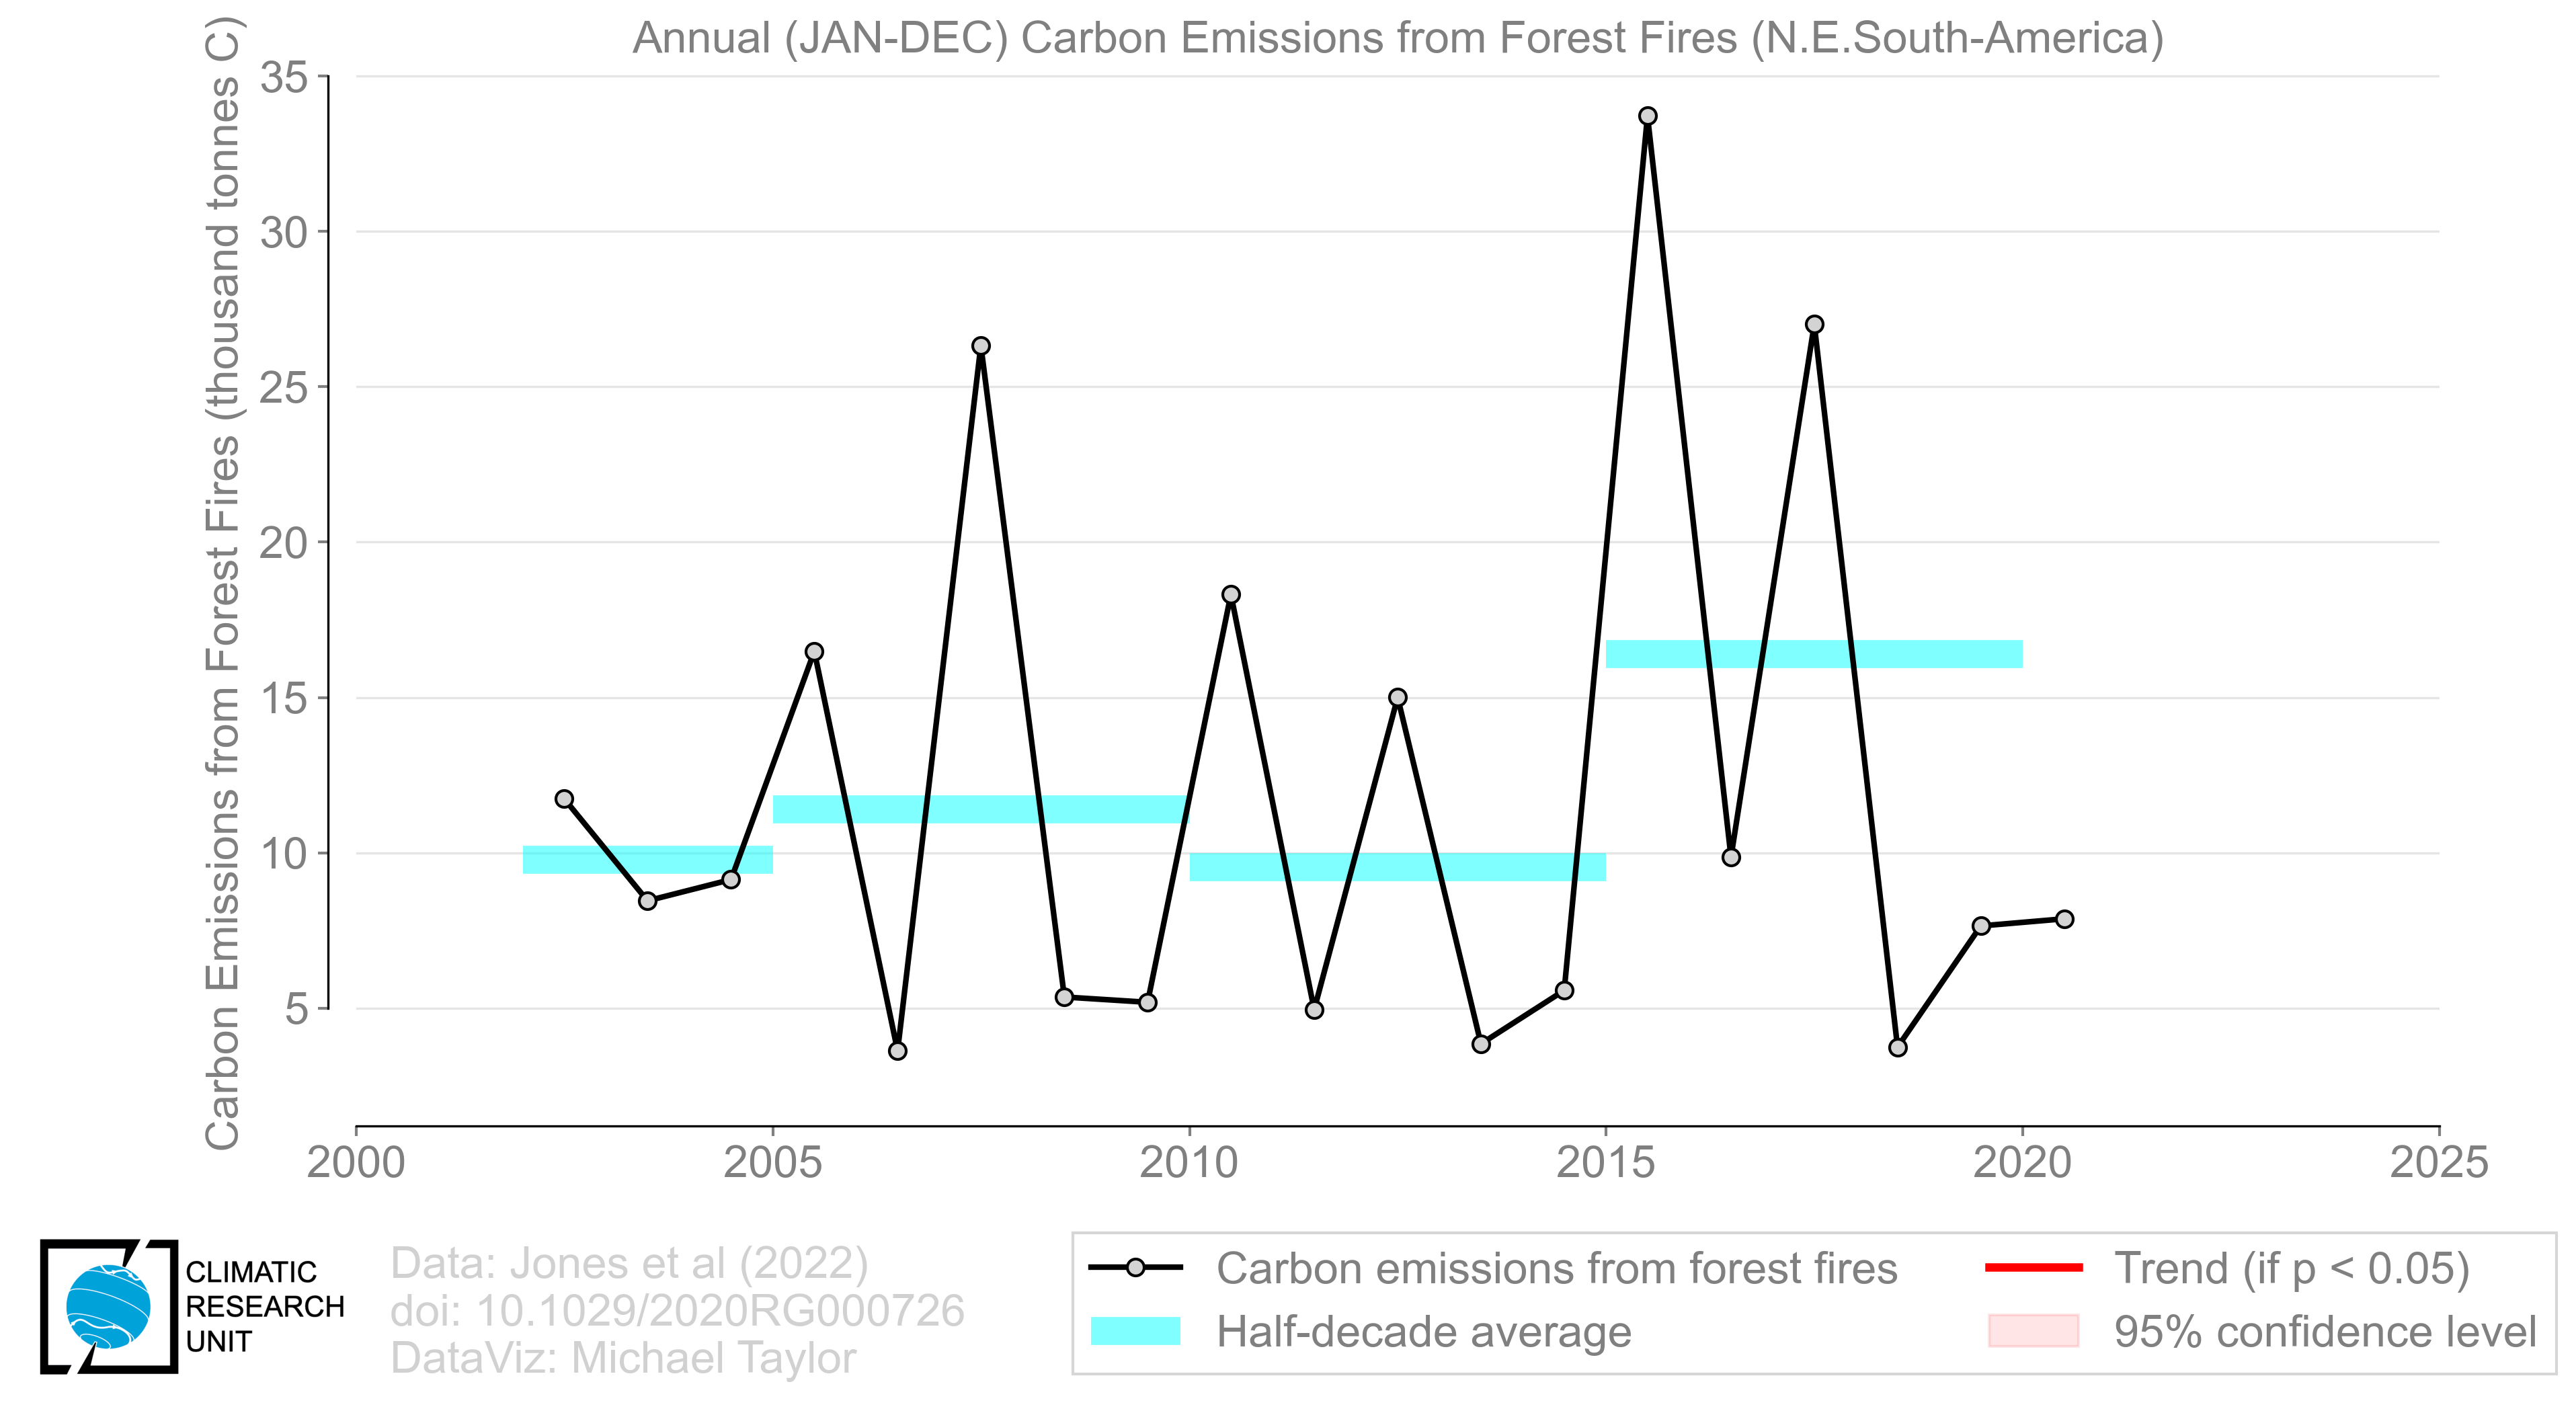 Annual (JAN-DEC) Carbon Emissions from Forest Fires (N.E.South-America)
Carbon Emissions from Forest Fires (thousand tonnes C)
35
30
25
20
15
10
5
2000
2005
2010
2015
2020
2025
CLIMATIC
RESEARCH
UNIT
Data: Jones et al (2022)
doi: 10.1029/2020RG000726
DataViz: Michael Taylor
Carbon emissions from forest fires
Half-decade average
Trend (if p < 0.05)
95% confidence level